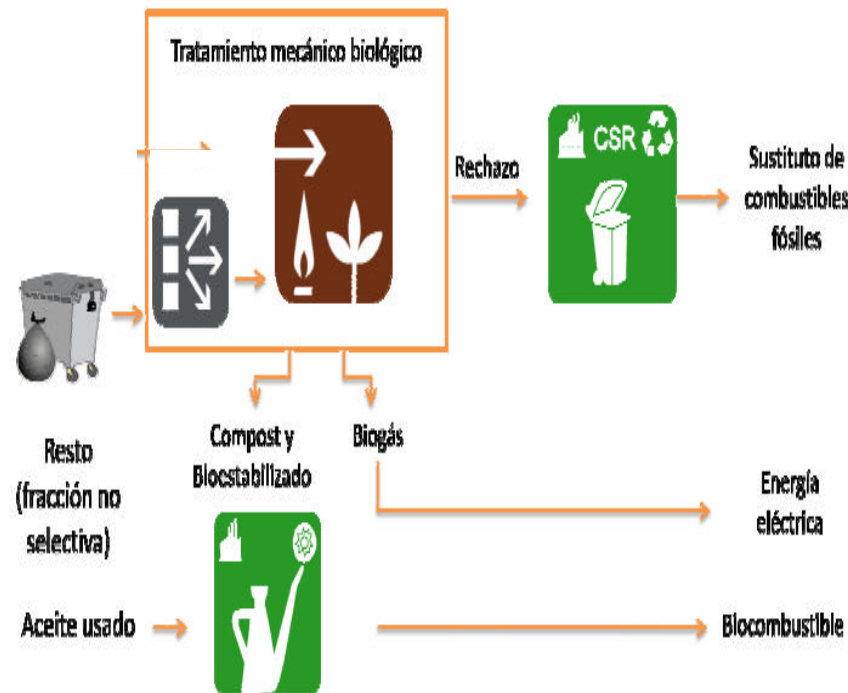 Tratamiento mecánico biológico
CSR
Rechazo
Sustituto de
combustibles
fósiles
Resto
(fracción no
selectiva)
Compost y
Bioestabilizado
Biogás
Energía
eléctrica
Aceite usado
Biocombustible